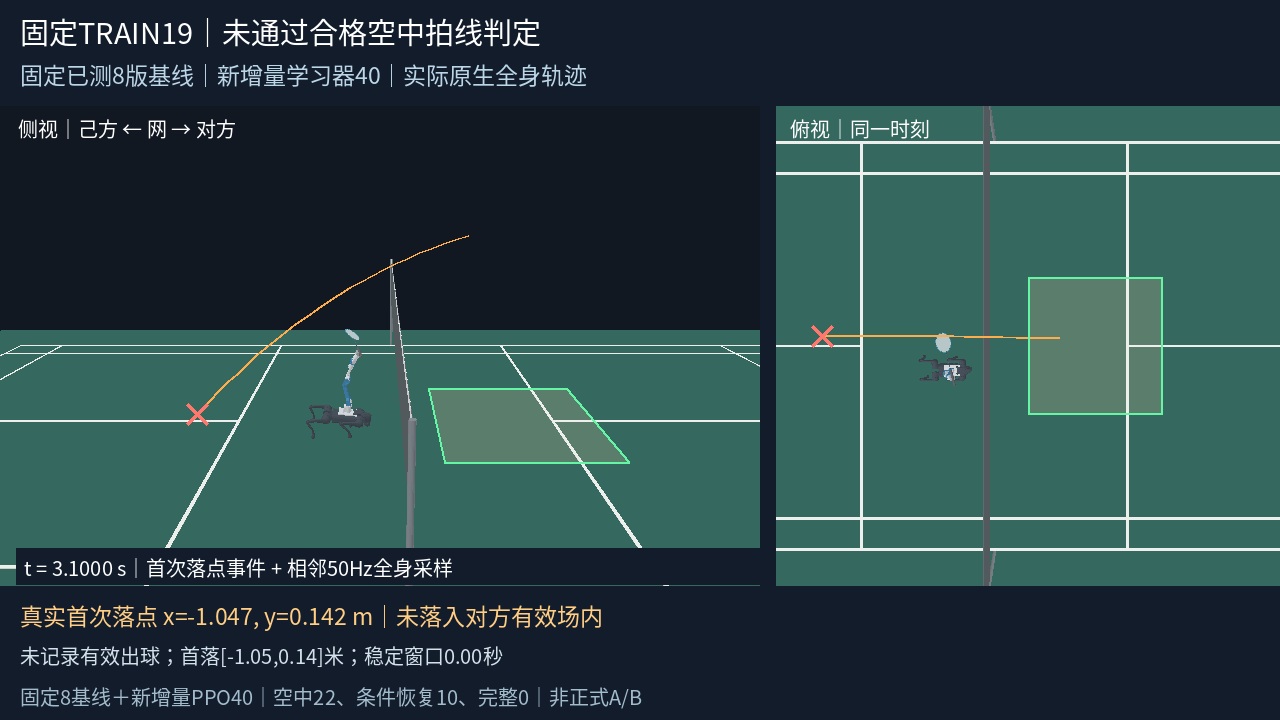 固定TRAIN19｜未通过合格空中拍线判定
固定已测8版基线｜新增量学习器40｜实际原生全身轨迹
侧视｜己方 ← 网 → 对方
俯视｜同一时刻
t = 3.1000 s｜首次落点事件 + 相邻50Hz全身采样
真实首次落点 x=-1.047, y=0.142 m｜未落入对方有效场内
未记录有效出球；首落[-1.05,0.14]米；稳定窗口0.00秒
固定8基线＋新增量PPO40｜空中22、条件恢复10、完整0｜非正式A/B